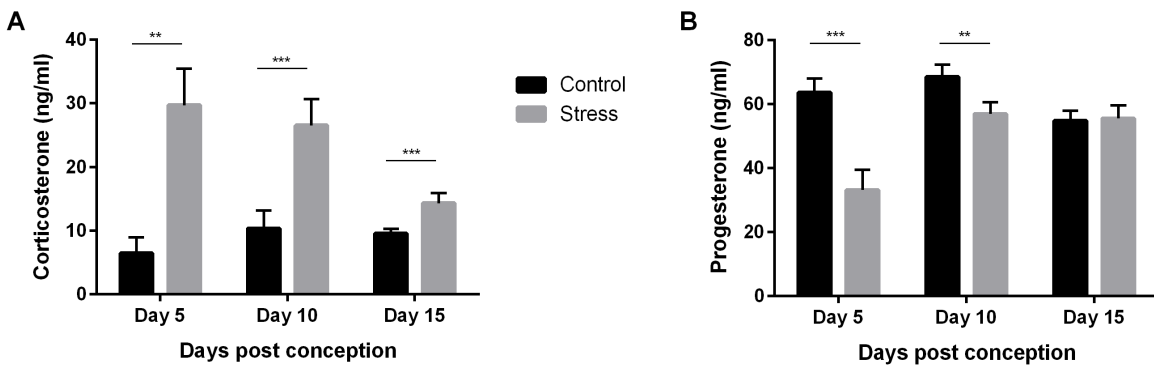 A
Corticosterone (ng/ml)
40
30
20
10
0
**
***
***
Day 5
Day 10
Day 15
Days post conception
Control
Stress
B
Progesterone (ng/ml)
80
60
40
20
0
***
**
Day 5
Day 10
Day 15
Days post conception